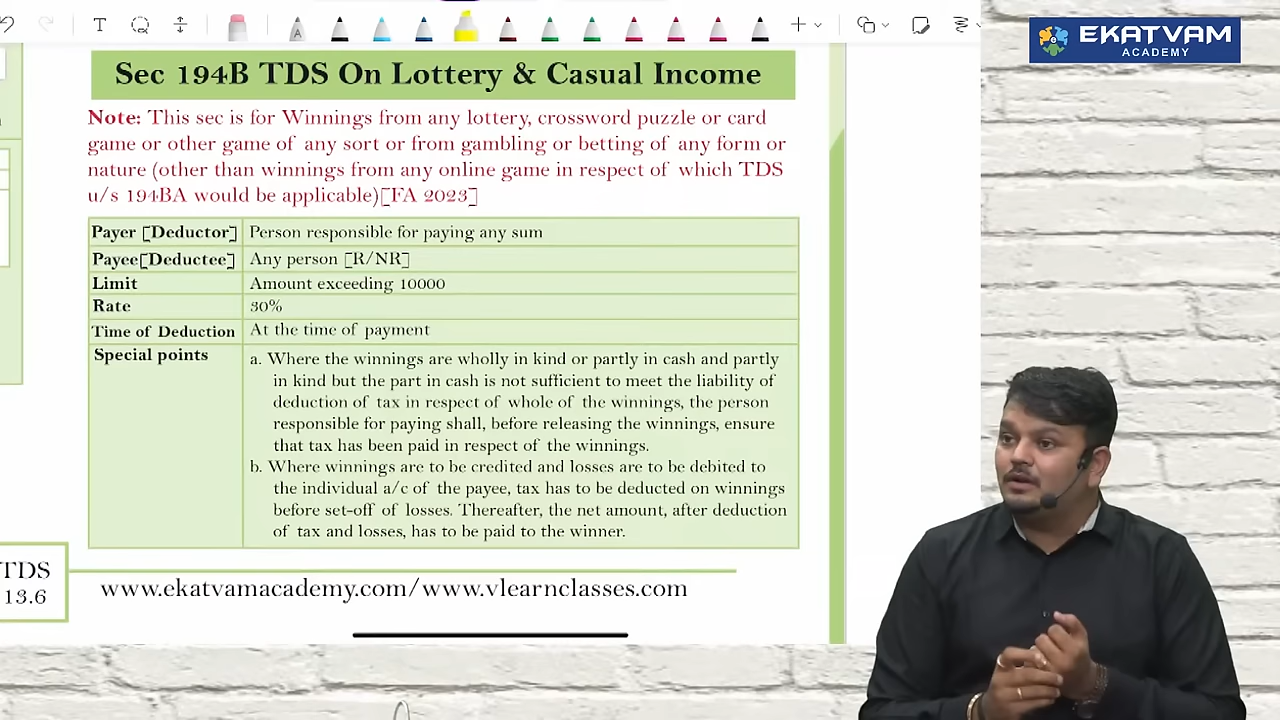 EKATVAM
ACADEMY
Sec 194B TDS On Lottery & Casual Income
Note: This sec is for Winnings from any lottery, crossword puzzle or card
game or other game of any sort or from gambling or betting of any form or
nature (other than winnings from any online game in respect of which TDS
u/s 194BA would be applicable)[FA 2023]
Payer [Deductor] Person responsible for paying any sum
Payee[Deductee] Any person [R/NR]
Limit Amount exceeding 10000
Rate 30%
Time of Deduction At the time of payment
Special points
a. Where the winnings are wholly in kind or partly in cash and partly
in kind but the part in cash is not sufficient to meet the liability of
deduction of tax in respect of whole of the winnings, the person
responsible for paying shall, before releasing the winnings, ensure
that tax has been paid in respect of the winnings.
b. Where winnings are to be credited and losses are to be debited to
the individual a/c of the payee, tax has to be deducted on winnings
before set-off of losses. Thereafter, the net amount, after deduction
of tax and losses, has to be paid to the winner.
TDS
13.6
www.ekatvamacademy.com/www.vlearnclasses.com